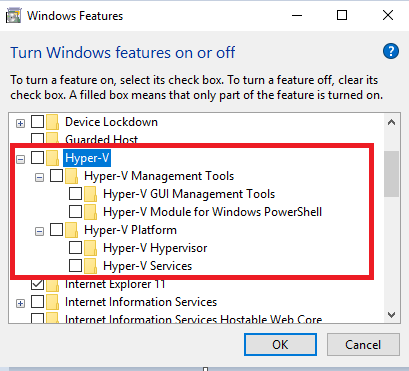 Windows Features
Turn Windows features on or off
?
To turn a feature on, select its check box. To turn a feature off, clear its
check box. A filled box means that only part of the feature is turned on.
Device Lockdown
Guarded Host
Hyper-V
Hyper-V Management Tools
Hyper-V GUI Management Tools
Hyper-V Module for Windows PowerShell
Hyper-V Platform
Hyper-V Hypervisor
Hyper-V Services
Internet Explorer 11
Internet Information Services
Internet Information Services Hostable Web Core
OK
Cancel